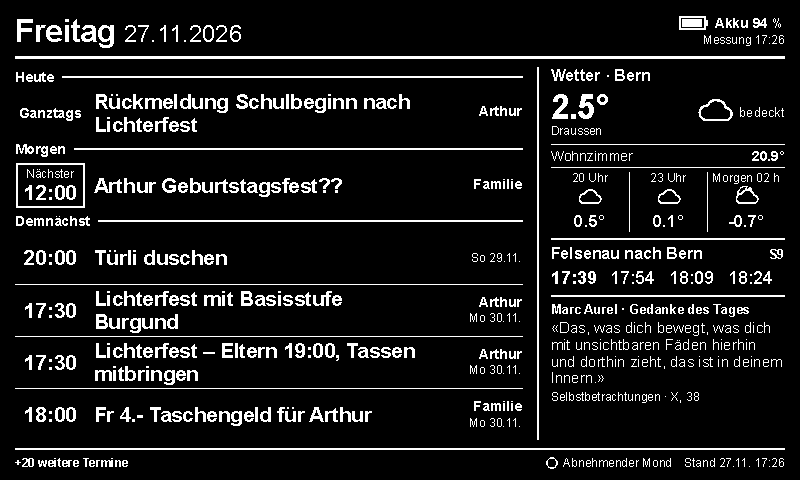 Freitag 27.11.2026
Akku 94 %
Messung 17:26
Heute
Ganztags
Rückmeldung Schulbeginn nach
Lichterfest
Arthur
Morgen
Nächster
12:00
Arthur Geburtstagsfest??
Familie
Demnächst
20:00
Türli duschen
So 29.11.
17:30
Lichterfest mit Basisstufe
Burgund
Arthur
Mo 30.11.
17:30
Lichterfest – Eltern 19:00, Tassen
mitbringen
Arthur
Mo 30.11.
18:00
Fr 4.- Taschengeld für Arthur
Familie
Mo 30.11.
Wetter · Bern
2.5°
bedeckt
Draussen
Wohnzimmer 20.9°
20 Uhr 23 Uhr Morgen 02 h
0.5° 0.1° -0.7°
Felsenau nach Bern S9
17:39 17:54 18:09 18:24
Marc Aurel · Gedanke des Tages
«Das, was dich bewegt, was dich
mit unsichtbaren Fäden hierhin
und dorthin zieht, das ist in deinem
Innern.»
Selbstbetrachtungen · X, 38
+20 weitere Termine
Abnehmender Mond Stand 27.11. 17:26